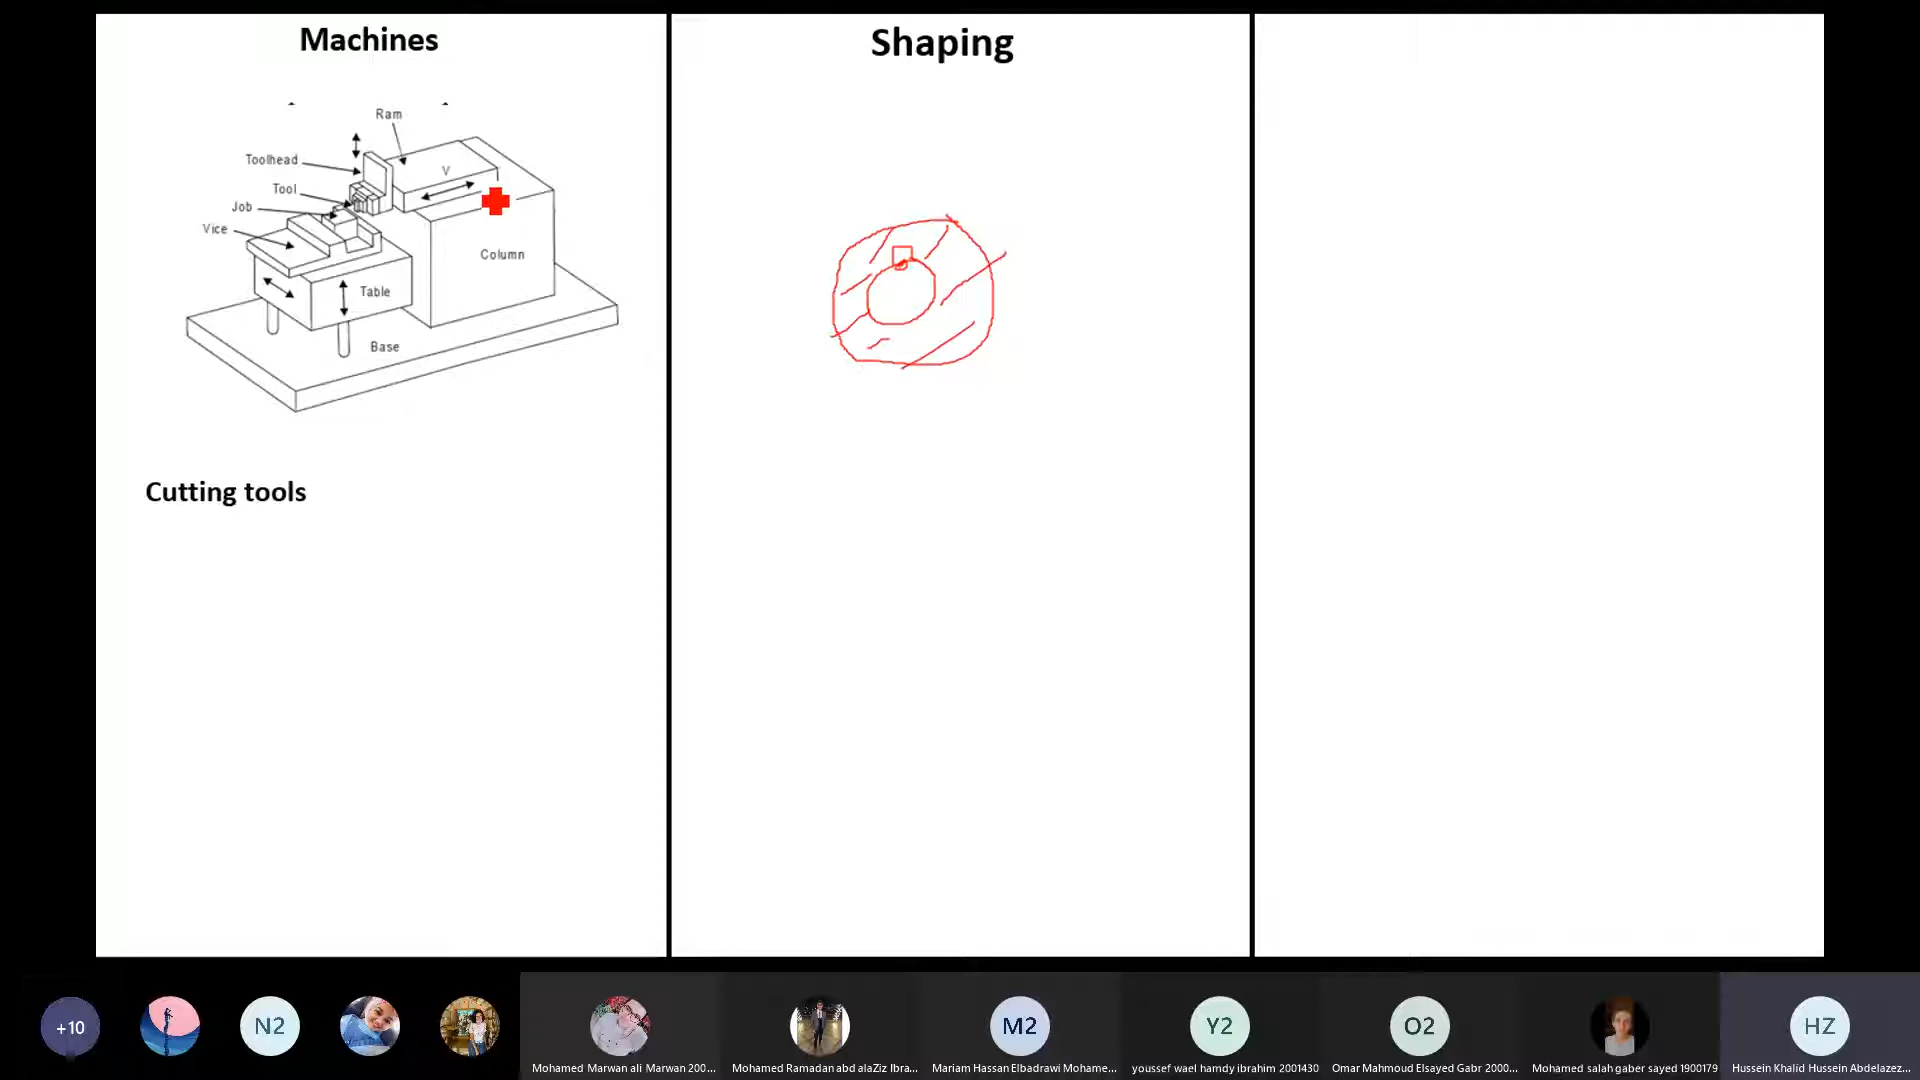 Machines
Shaping
Ram
Toolhead
V
Tool
Job
Vice
Column
Table
Base
Cutting tools
+10
N2
M2
Y2
O2
HZ
Mohamed Marwan ali Marwan 200...
Mohamed Ramadan abd alaZiz Ibra...
Mariam Hassan Elbadrawi Mohame...
youssef wael hamdy ibrahim 2001430
Omar Mahmoud Elsayed Gabr 2000...
Mohamed salah gaber sayed 1900179
Hussein Khalid Hussein Abdelazez...